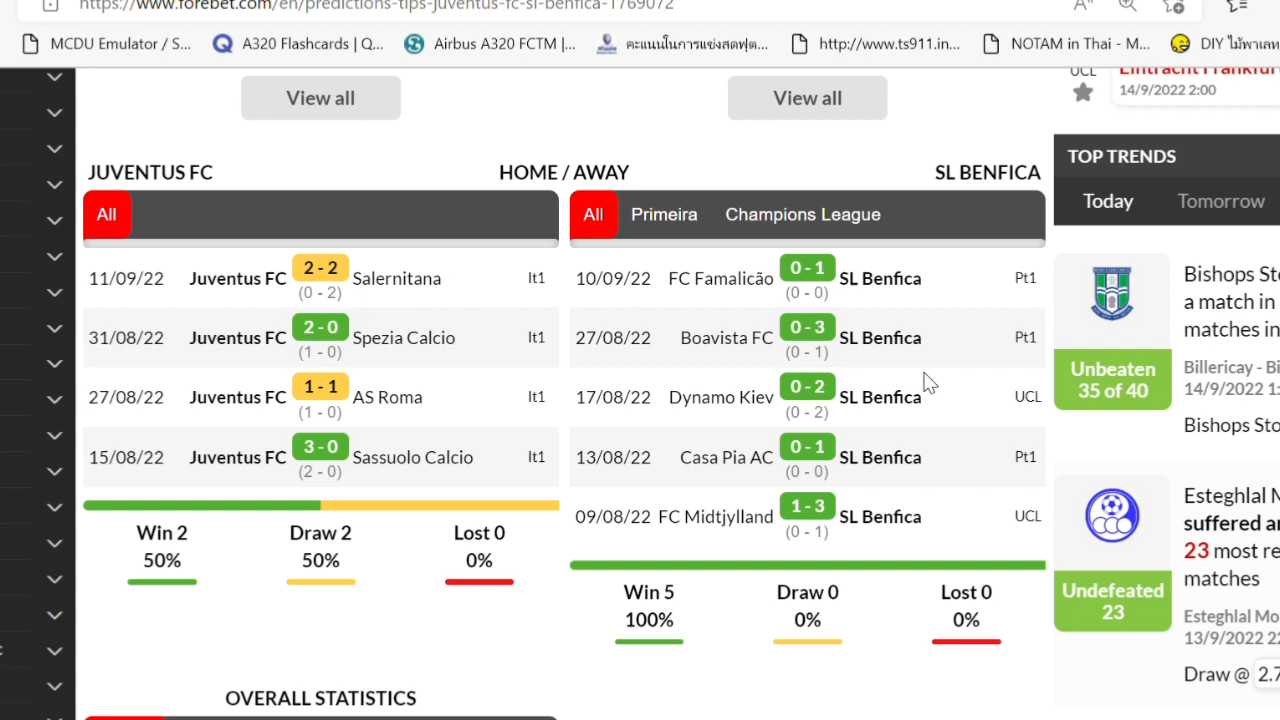 https://www.forebet.com/en/predictions-tips-juventus-fc-sl-benfica-1769072
MCDU Emulator / S...
A320 Flashcards | Q...
Airbus A320 FCTM |...
คะแนนในการแข่งสดฟุต...
http://www.ts911.in...
NOTAM in Thai - M...
DIY ไม้พาเลท
View all
View all
UCL
Eintracht Frankfur
14/9/2022 2:00
JUVENTUS FC
HOME / AWAY
SL BENFICA
All
All Primeira Champions League
11/09/22 Juventus FC 2 - 2 Salernitana It1
(0 - 2)
31/08/22 Juventus FC 2 - 0 Spezia Calcio It1
(1 - 0)
27/08/22 Juventus FC 1 - 1 AS Roma It1
(1 - 0)
15/08/22 Juventus FC 3 - 0 Sassuolo Calcio It1
(2 - 0)
Win 2 Draw 2 Lost 0
50% 50% 0%
10/09/22 FC Famalicão 0 - 1 SL Benfica Pt1
(0 - 0)
27/08/22 Boavista FC 0 - 3 SL Benfica Pt1
(0 - 1)
17/08/22 Dynamo Kiev 0 - 2 SL Benfica UCL
(0 - 2)
13/08/22 Casa Pia AC 0 - 1 SL Benfica Pt1
(0 - 0)
09/08/22 FC Midtjylland 1 - 3 SL Benfica UCL
(0 - 1)
Win 5 Draw 0 Lost 0
100% 0% 0%
OVERALL STATISTICS
TOP TRENDS
Today Tomorrow
Bishops Sto
a match in
matches in
Unbeaten
35 of 40
Billericay - Bi
14/9/2022 1:
Bishops Sto
Esteghlal M
suffered a
23 most re
matches
Undefeated
23
Esteghlal Mo
13/9/2022 22
Draw @ 2.7